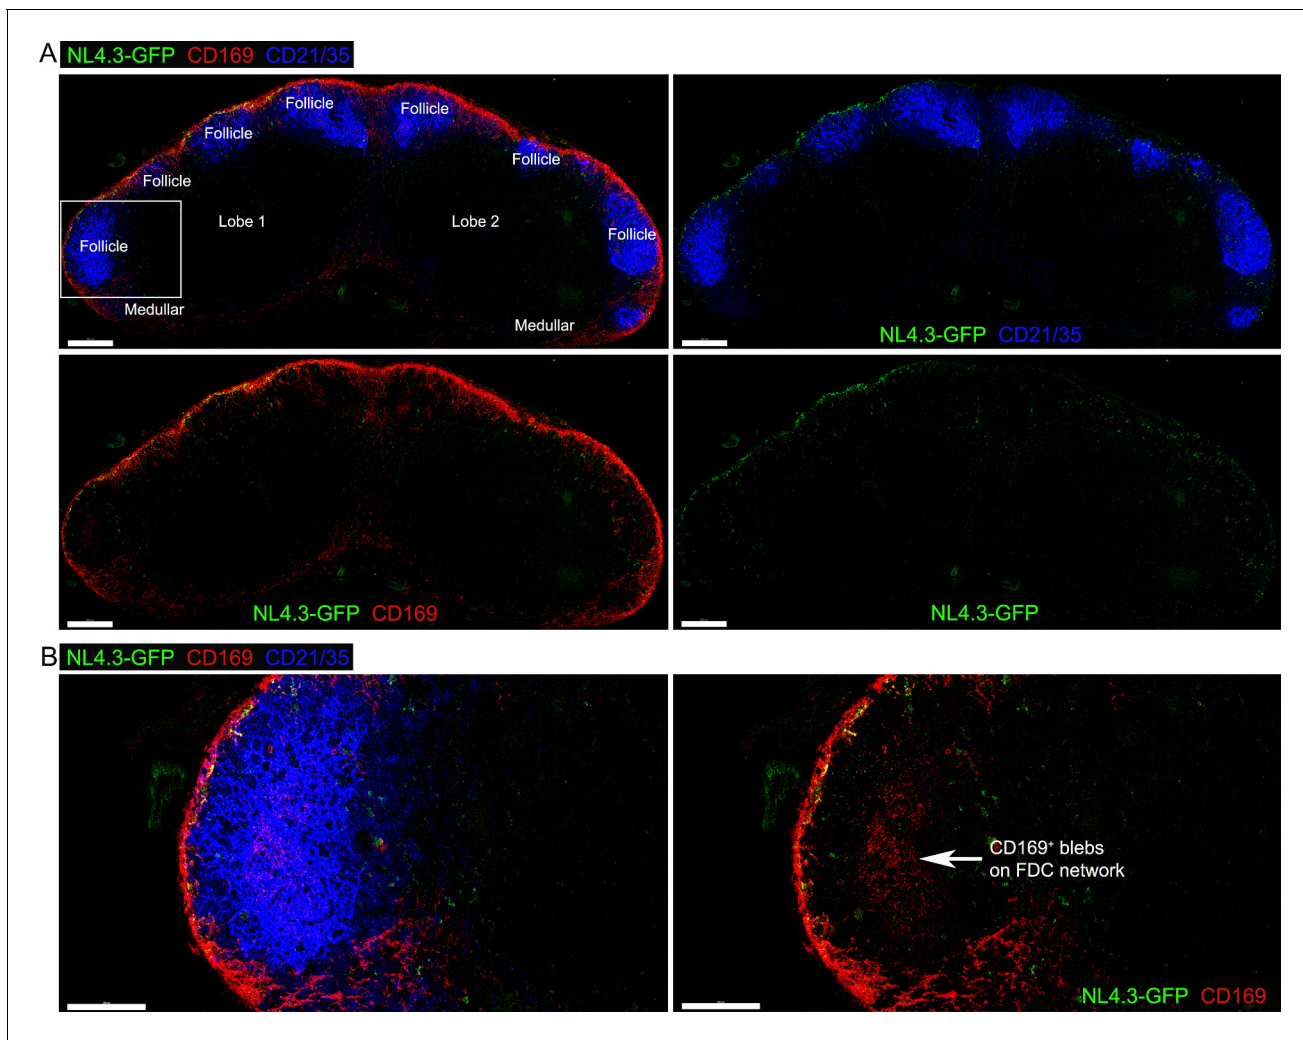 A
NL4.3-GFP CD169 CD21/35
Follicle
Follicle
Follicle
Follicle
Follicle
Lobe 1
Lobe 2
Follicle
Follicle
Medullar
Medullar
NL4.3-GFP CD21/35
NL4.3-GFP CD169
NL4.3-GFP
B
NL4.3-GFP CD169 CD21/35
CD169⁺ blebs
on FDC network
NL4.3-GFP CD169